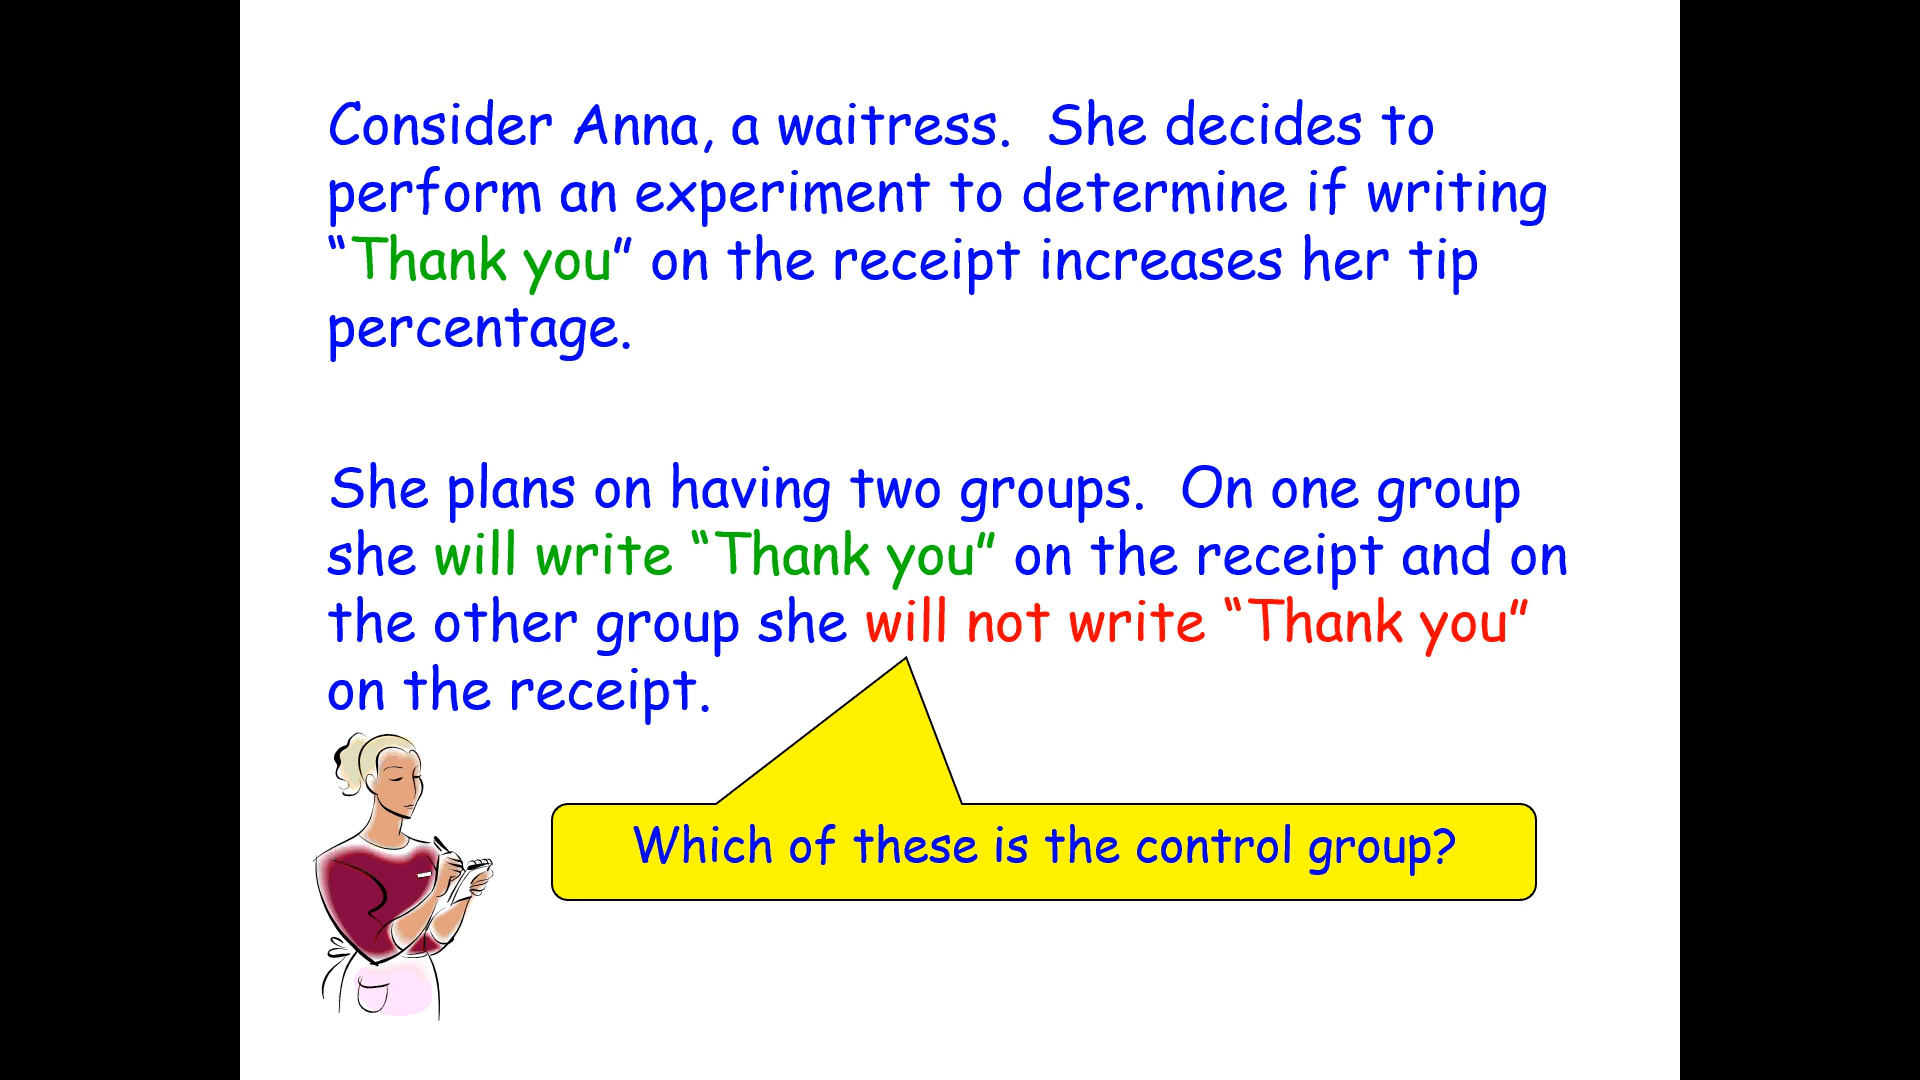 Consider Anna, a waitress.  She decides to
perform an experiment to determine if writing
“Thank you” on the receipt increases her tip
percentage.
She plans on having two groups.  On one group
she will write “Thank you” on the receipt and on
the other group she will not write “Thank you”
on the receipt.
Which of these is the control group?